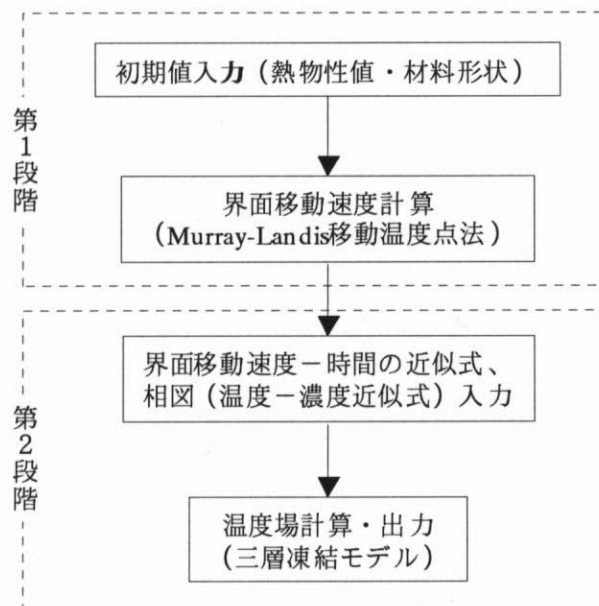 第1段階
初期値入力（熱物性値・材料形状）
界面移動速度計算
（Murray-Landis移動温度点法）
第2段階
界面移動速度－時間の近似式、
相図（温度－濃度近似式）入力
温度場計算・出力
（三層凍結モデル）